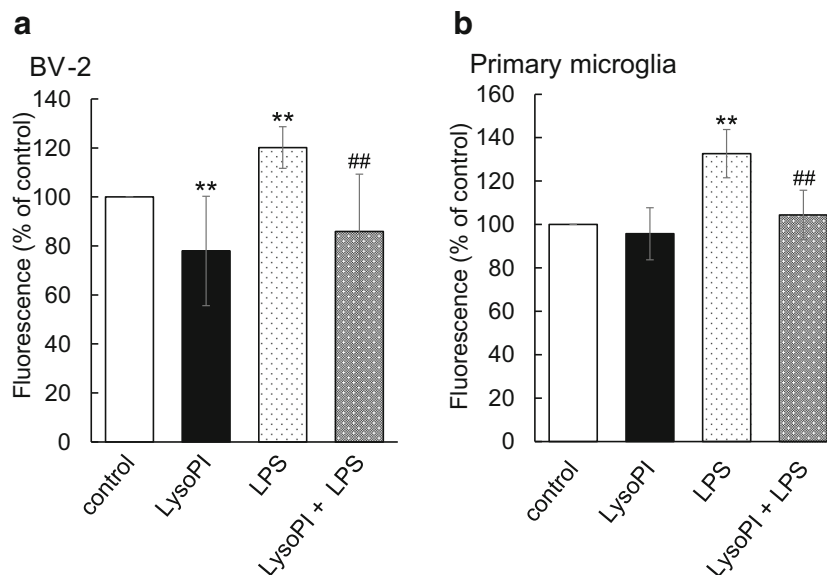 a
BV-2
Fluorescence (% of control)
140
120
100
80
60
40
20
0
**
**
##
control
LysoPI
LPS
LysoPI + LPS
b
Primary microglia
Fluorescence (% of control)
160
140
120
100
80
60
40
20
0
**
##
control
LysoPI
LPS
LysoPI + LPS